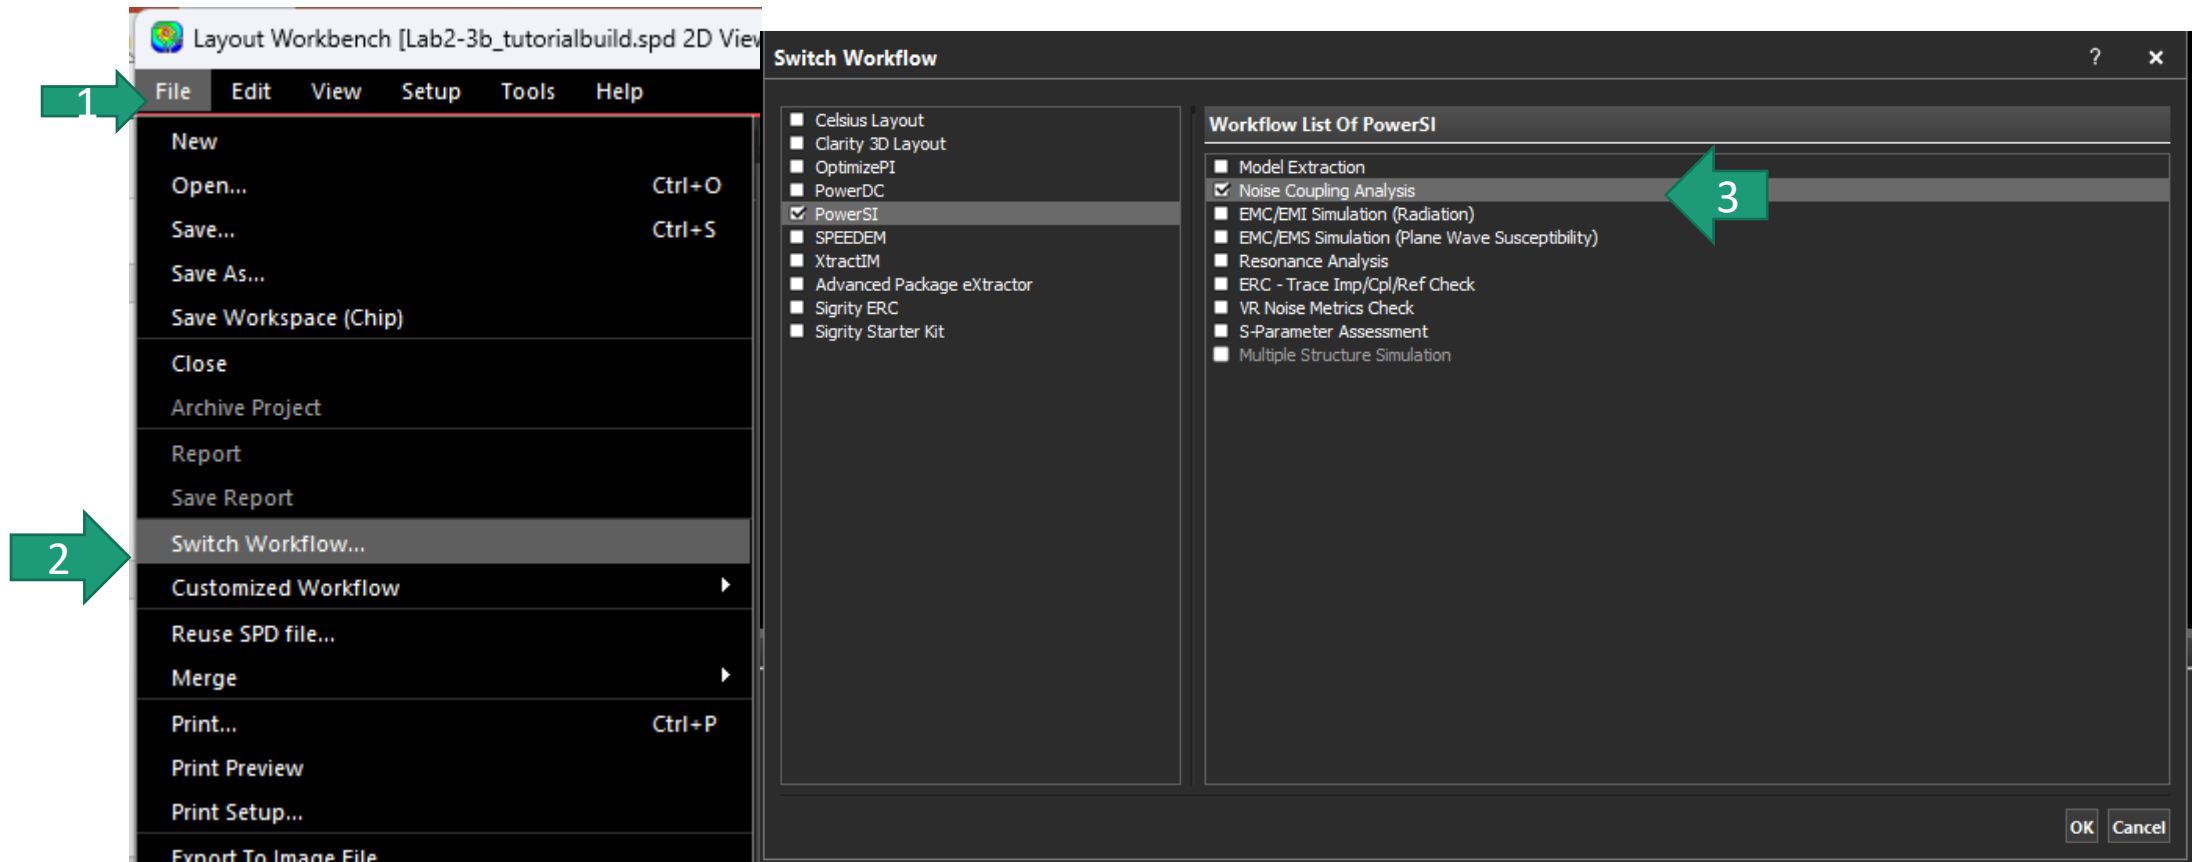 Layout Workbench [Lab2-3b_tutorialbuild.spd 2D View
1
File Edit View Setup Tools Help
New
Open... Ctrl+O
Save... Ctrl+S
Save As...
Save Workspace (Chip)
Close
Archive Project
Report
Save Report
2
Switch Workflow...
Customized Workflow
Reuse SPD file...
Merge
Print... Ctrl+P
Print Preview
Print Setup...
Export To Image File
Switch Workflow ? ×
Celsius Layout
Clarity 3D Layout
OptimizePI
PowerDC
PowerSI
SPEEDEM
XtractIM
Advanced Package eXtractor
Sigrity ERC
Sigrity Starter Kit
Workflow List Of PowerSI
Model Extraction
Noise Coupling Analysis
3
EMC/EMI Simulation (Radiation)
EMC/EMS Simulation (Plane Wave Susceptibility)
Resonance Analysis
ERC - Trace Imp/Cpl/Ref Check
VR Noise Metrics Check
S-Parameter Assessment
Multiple Structure Simulation
OK Cancel